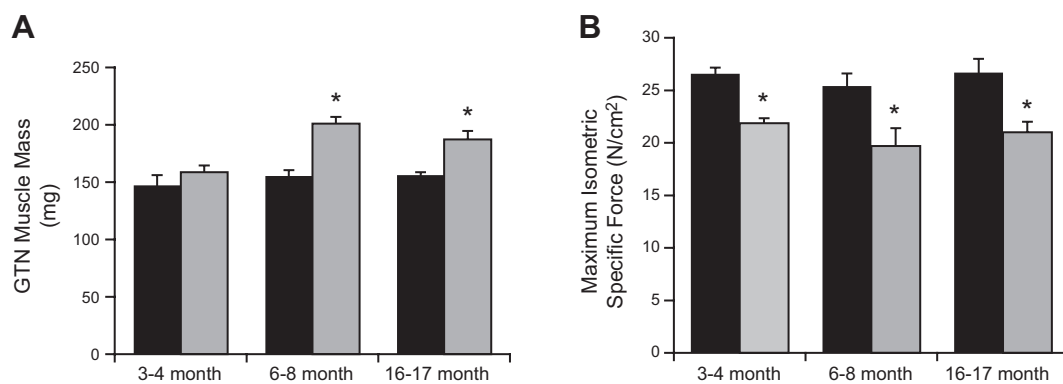 A
GTN Muscle Mass
(mg)
250
200
150
100
50
0
*
*
3-4 month
6-8 month
16-17 month
B
Maximum Isometric
Specific Force (N/cm²)
30
25
20
15
10
5
0
*
*
*
3-4 month
6-8 month
16-17 month